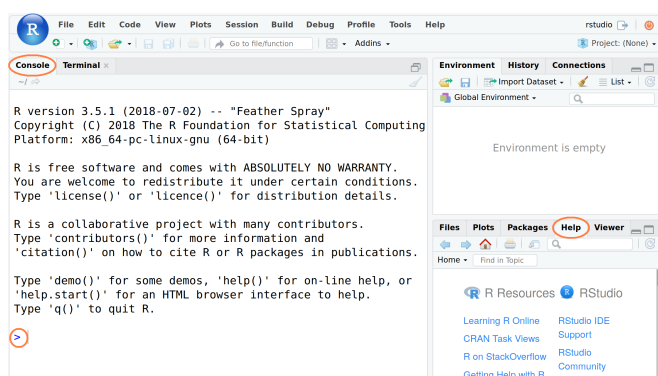 R File Edit Code View Plots Session Build Debug Profile Tools Help rstudio
Go to file/function Addins Project: (None)
Console Terminal ×
~/
R version 3.5.1 (2018-07-02) -- "Feather Spray"
Copyright (C) 2018 The R Foundation for Statistical Computing
Platform: x86_64-pc-linux-gnu (64-bit)
R is free software and comes with ABSOLUTELY NO WARRANTY.
You are welcome to redistribute it under certain conditions.
Type 'license()' or 'licence()' for distribution details.
R is a collaborative project with many contributors.
Type 'contributors()' for more information and
'citation()' on how to cite R or R packages in publications.
Type 'demo()' for some demos, 'help()' for on-line help, or
'help.start()' for an HTML browser interface to help.
Type 'q()' to quit R.
>
Environment History Connections
Import Dataset List
Global Environment
Environment is empty
Files Plots Packages Help Viewer
Home Find in Topic
R R Resources R RStudio
Learning R Online
CRAN Task Views
R on StackOverflow
Getting Help with R
RStudio IDE
Support
RStudio
Community